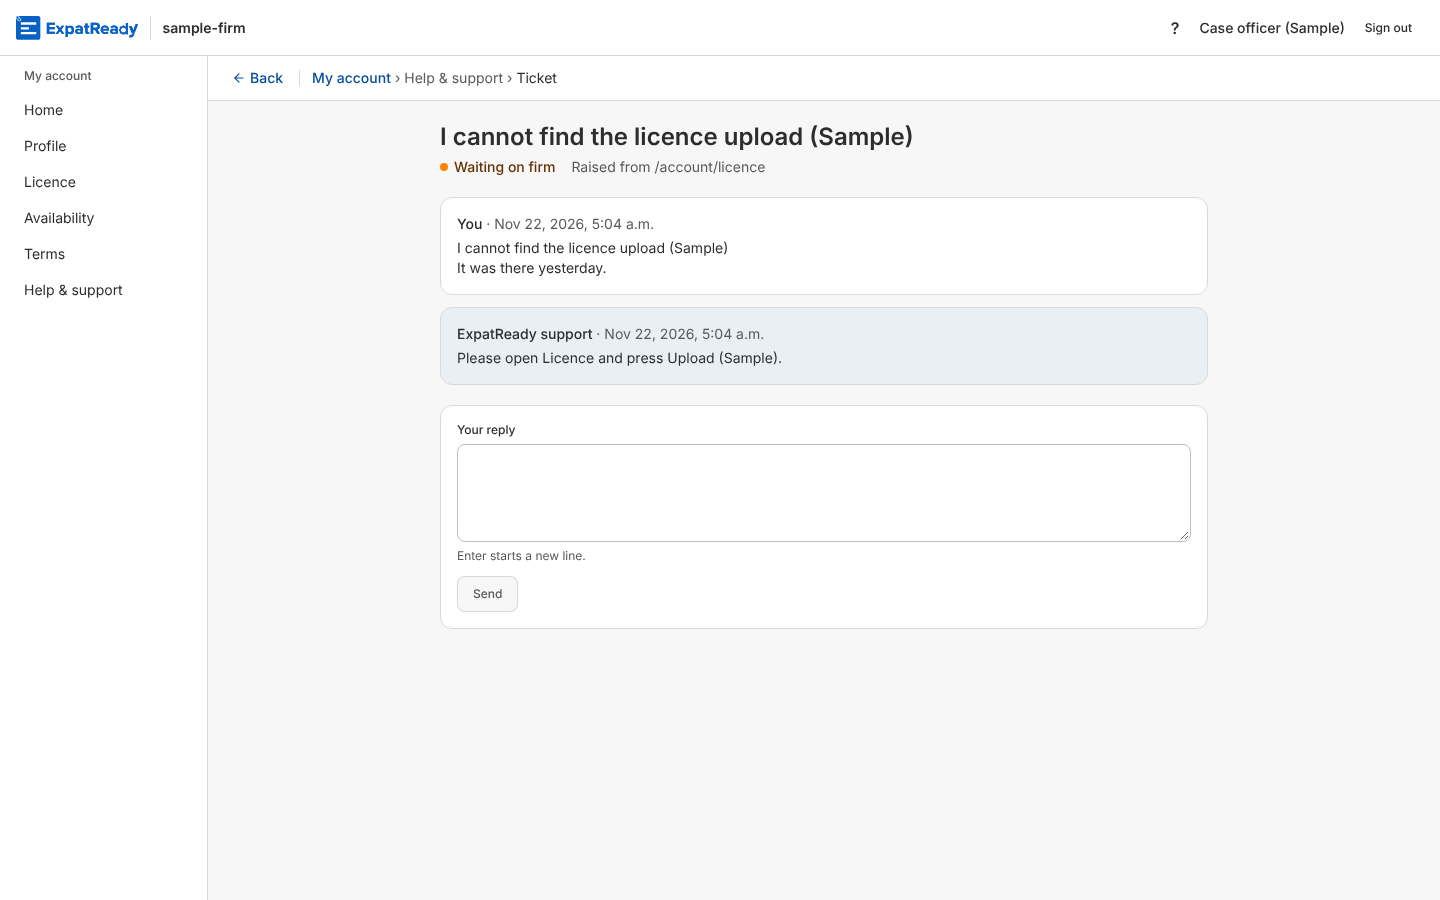 ExpatReady
sample-firm
?
Case officer (Sample)
Sign out
My account
Home
Profile
Licence
Availability
Terms
Help & support
← Back
My account › Help & support › Ticket
I cannot find the licence upload (Sample)
Waiting on firm
Raised from /account/licence
You · Nov 22, 2026, 5:04 a.m.
I cannot find the licence upload (Sample)
It was there yesterday.
ExpatReady support · Nov 22, 2026, 5:04 a.m.
Please open Licence and press Upload (Sample).
Your reply
Enter starts a new line.
Send